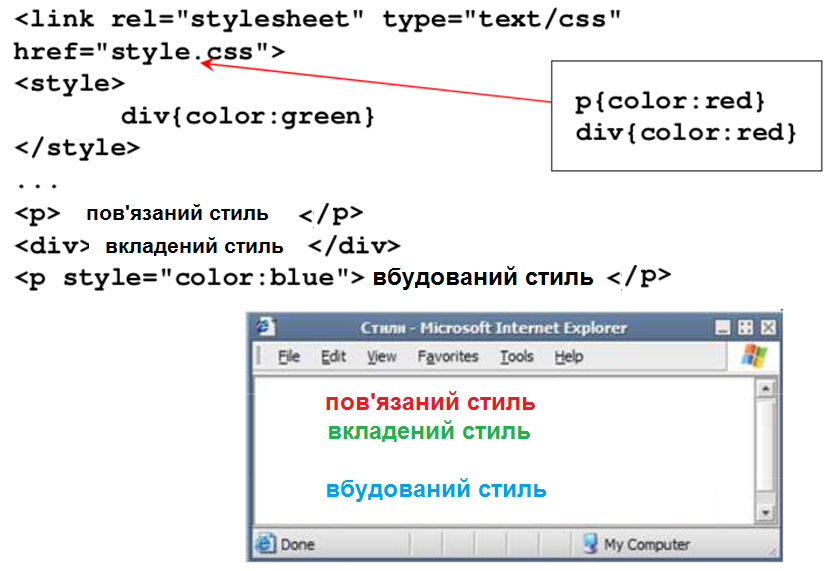 <link rel="stylesheet" type="text/css"
href="style.css">
<style>
div{color:green}
</style>
...
<p> пов'язаний стиль </p>
<div> вкладений стиль </div>
<p style="color:blue"> вбудований стиль </p>
p{color:red}
div{color:red}
Стили - Microsoft Internet Explorer
File Edit View Favorites Tools Help
пов'язаний стиль
вкладений стиль
вбудований стиль
Done My Computer